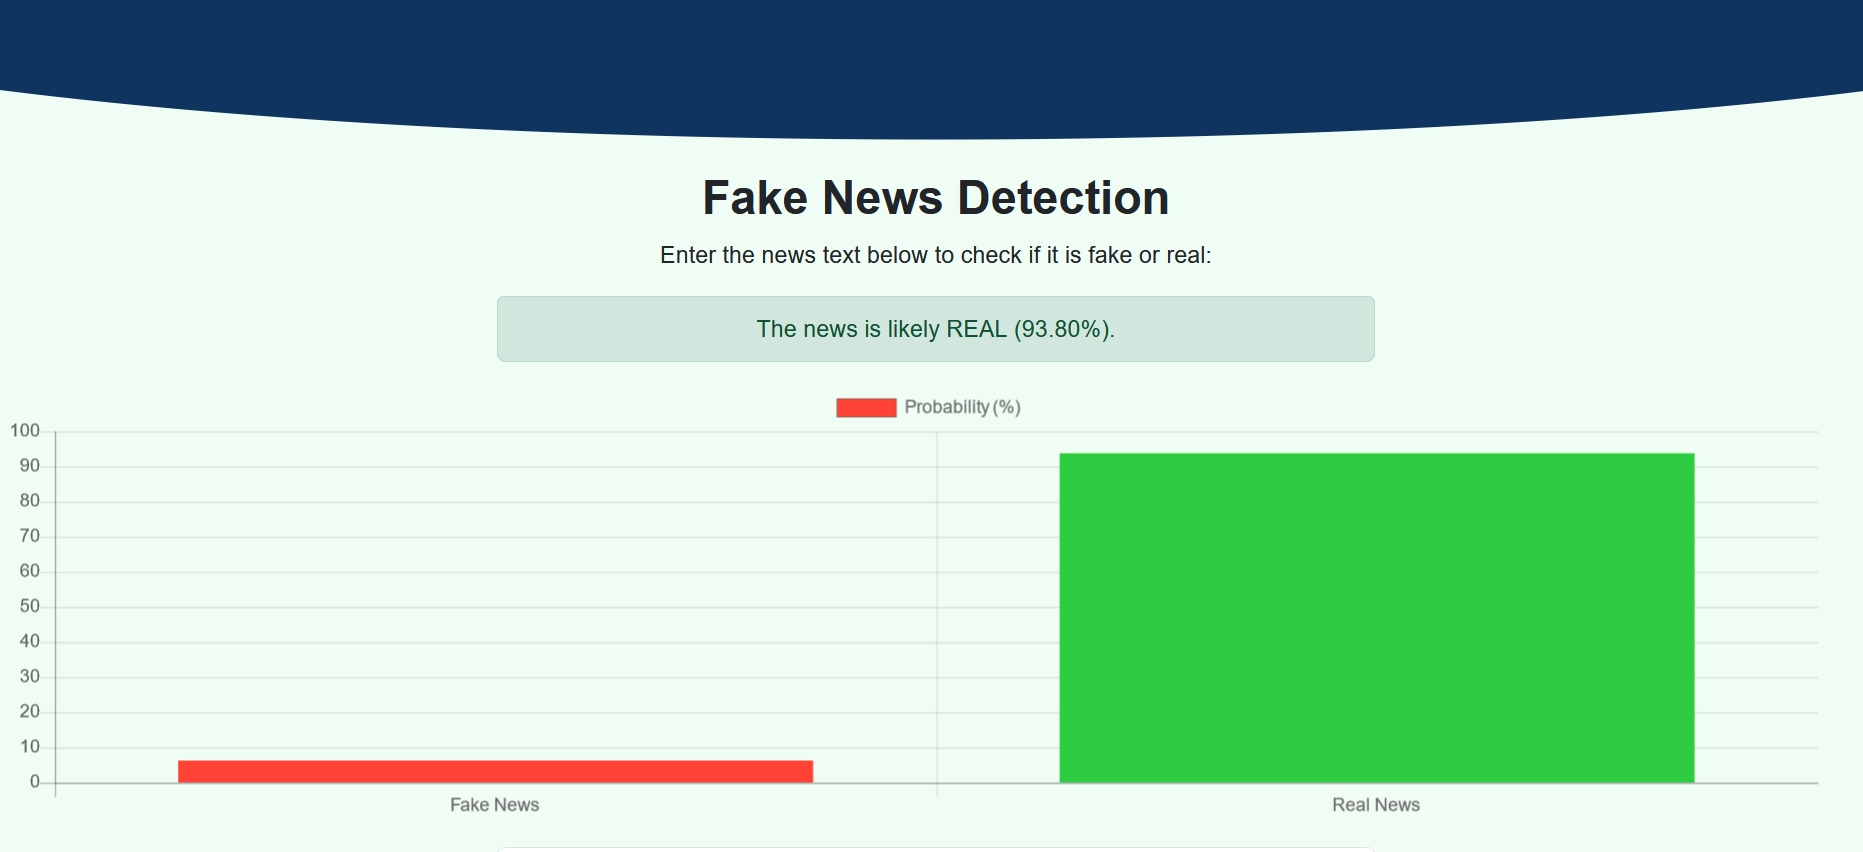 Fake News Detection
Enter the news text below to check if it is fake or real:
The news is likely REAL (93.80%).
Probability (%)
100
90
80
70
60
50
40
30
20
10
0
Fake News
Real News